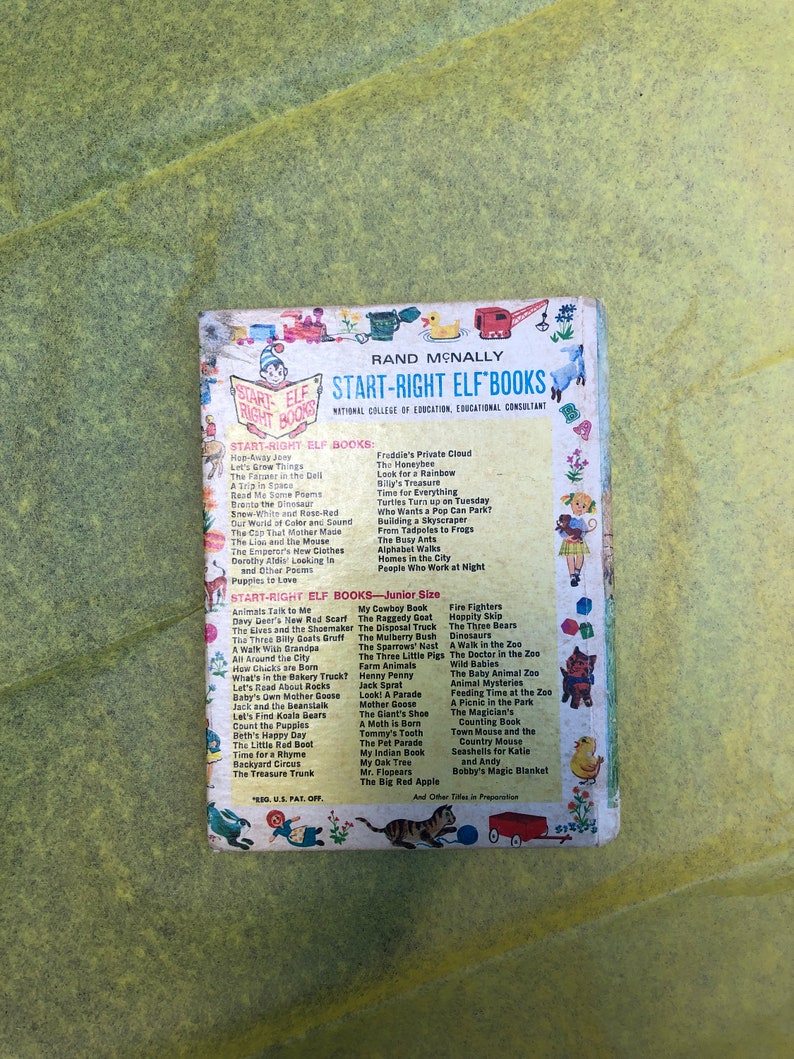 RAND McNALLY
START-RIGHT ELF* BOOKS
START-RIGHT ELF* BOOKS
NATIONAL COLLEGE OF EDUCATION, EDUCATIONAL CONSULTANT
B
A
START-RIGHT ELF BOOKS:
Hop-Away Joey
Let's Grow Things
The Farmer in the Dell
A Trip in Space
Read Me Some Poems
Bronto the Dinosaur
Snow-White and Rose-Red
Our World of Color and Sound
The Cap That Mother Made
The Lion and the Mouse
The Emperor's New Clothes
Dorothy Aldis' Looking In
and Other Poems
Puppies to Love
Freddie's Private Cloud
The Honeybee
Look for a Rainbow
Billy's Treasure
Time for Everything
Turtles Turn up on Tuesday
Who Wants a Pop Can Park?
Building a Skyscraper
From Tadpoles to Frogs
The Busy Ants
Alphabet Walks
Homes in the City
People Who Work at Night
START-RIGHT ELF BOOKS—Junior Size
Animals Talk to Me
Davy Deer's New Red Scarf
The Elves and the Shoemaker
The Three Billy Goats Gruff
A Walk With Grandpa
All Around the City
How Chicks are Born
What's in the Bakery Truck?
Let's Read About Rocks
Baby's Own Mother Goose
Jack and the Beanstalk
Let's Find Koala Bears
Count the Puppies
Beth's Happy Day
The Little Red Boot
Time for a Rhyme
Backyard Circus
The Treasure Trunk
My Cowboy Book
The Raggedy Goat
The Disposal Truck
The Mulberry Bush
The Sparrows' Nest
The Three Little Pigs
Farm Animals
Henny Penny
Jack Sprat
Look! A Parade
Mother Goose
The Giant's Shoe
A Moth is Born
Tommy's Tooth
The Pet Parade
My Indian Book
My Oak Tree
Mr. Flopears
The Big Red Apple
Fire Fighters
Hoppity Skip
The Three Bears
Dinosaurs
A Walk in the Zoo
The Doctor in the Zoo
Wild Babies
The Baby Animal Zoo
Animal Mysteries
Feeding Time at the Zoo
A Picnic in the Park
The Magician's
Counting Book
Town Mouse and the
Country Mouse
Seashells for Katie
and Andy
Bobby's Magic Blanket
*REG. U.S. PAT. OFF.
And Other Titles in Preparation